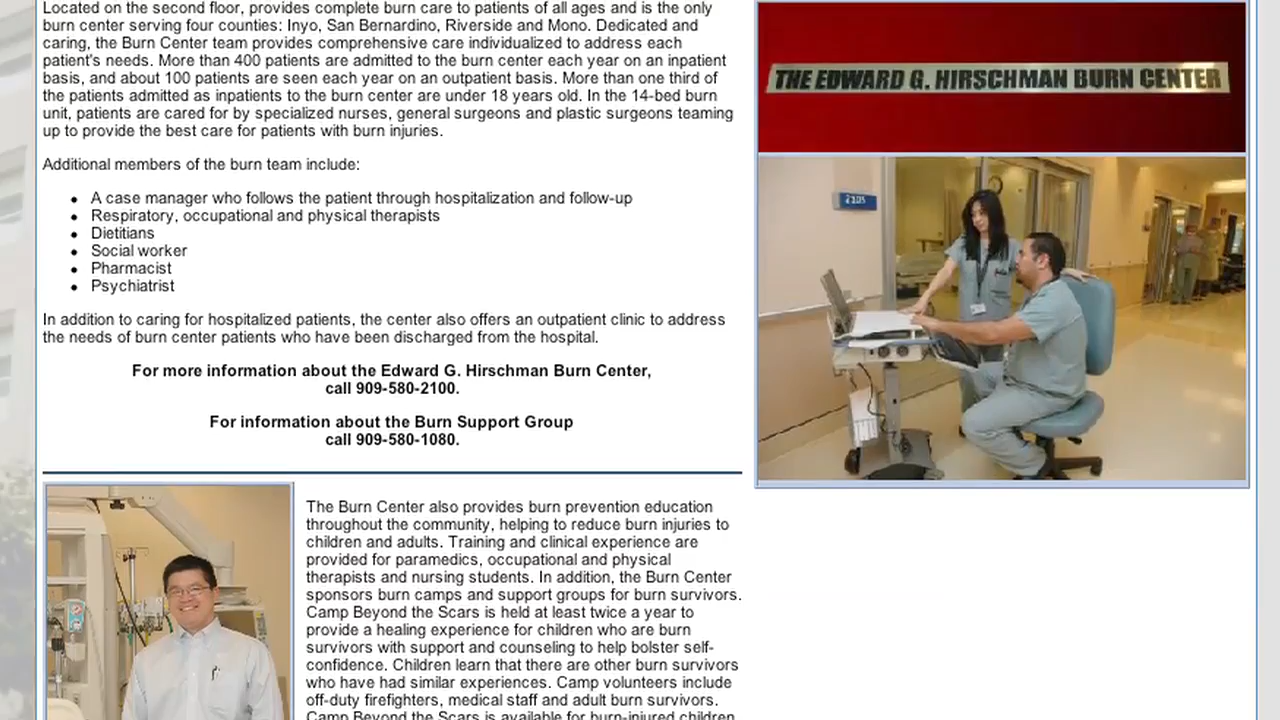 Located on the second floor, provides complete burn care to patients of all ages and is the only
burn center serving four counties: Inyo, San Bernardino, Riverside and Mono. Dedicated and
caring, the Burn Center team provides comprehensive care individualized to address each
patient's needs. More than 400 patients are admitted to the burn center each year on an inpatient
basis, and about 100 patients are seen each year on an outpatient basis. More than one third of
the patients admitted as inpatients to the burn center are under 18 years old. In the 14-bed burn
unit, patients are cared for by specialized nurses, general surgeons and plastic surgeons teaming
up to provide the best care for patients with burn injuries.
Additional members of the burn team include:
• A case manager who follows the patient through hospitalization and follow-up
• Respiratory, occupational and physical therapists
• Dietitians
• Social worker
• Pharmacist
• Psychiatrist
In addition to caring for hospitalized patients, the center also offers an outpatient clinic to address
the needs of burn center patients who have been discharged from the hospital.
For more information about the Edward G. Hirschman Burn Center,
call 909-580-2100.
For information about the Burn Support Group
call 909-580-1080.
THE EDWARD G. HIRSCHMAN BURN CENTER
The Burn Center also provides burn prevention education
throughout the community, helping to reduce burn injuries to
children and adults. Training and clinical experience are
provided for paramedics, occupational and physical
therapists and nursing students. In addition, the Burn Center
sponsors burn camps and support groups for burn survivors.
Camp Beyond the Scars is held at least twice a year to
provide a healing experience for children who are burn
survivors with support and counseling to help bolster self-
confidence. Children learn that there are other burn survivors
who have had similar experiences. Camp volunteers include
off-duty firefighters, medical staff and adult burn survivors.
Camp Beyond the Scars is available for burn-injured children